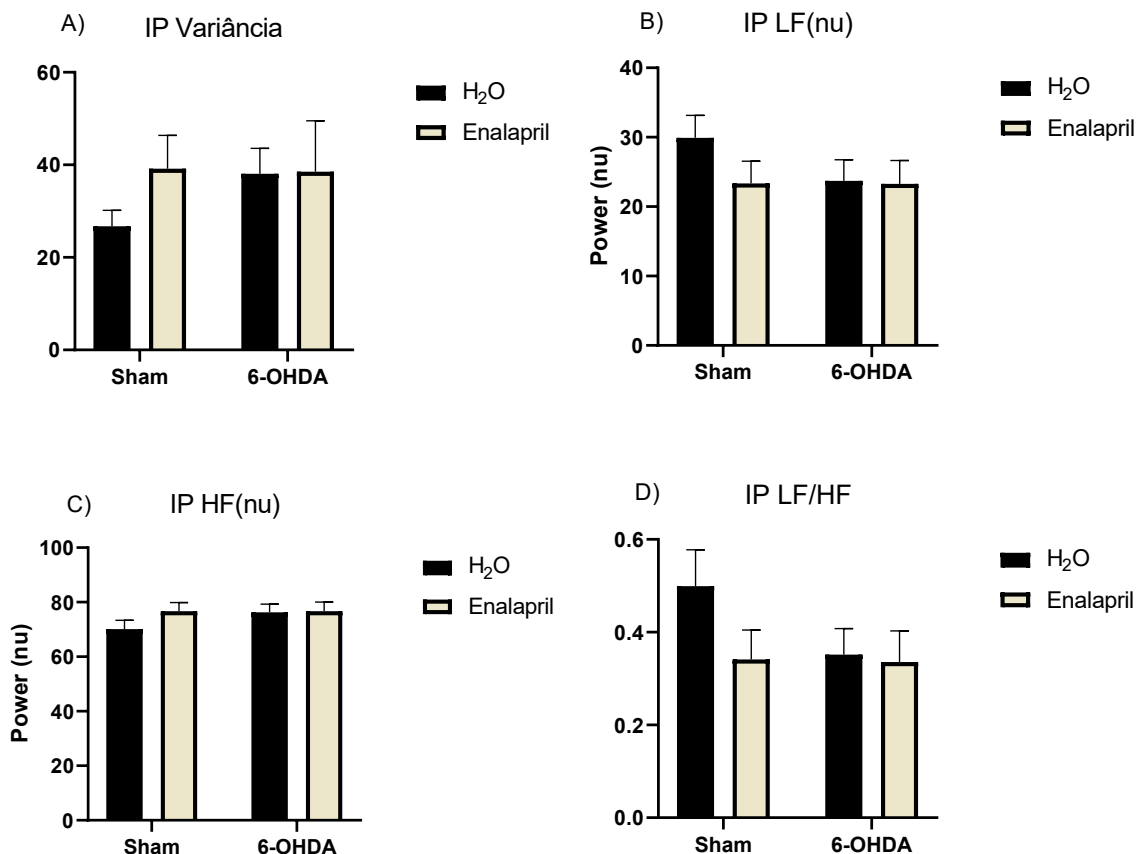 A) IP Variância
60
40
20
0
Sham 6-OHDA
H₂O
Enalapril
B) IP LF(nu)
Power (nu)
40
30
20
10
0
Sham 6-OHDA
H₂O
Enalapril
C) IP HF(nu)
Power (nu)
100
80
60
40
20
0
Sham 6-OHDA
H₂O
Enalapril
D) IP LF/HF
0.6
0.4
0.2
0.0
Sham 6-OHDA
H₂O
Enalapril